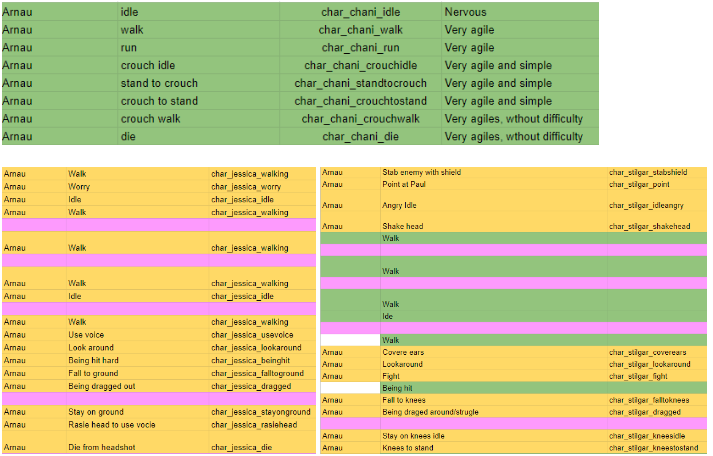 Arnau idle char_chani_idle Nervous
Arnau walk char_chani_walk Very agile
Arnau run char_chani_run Very agile
Arnau crouch idle char_chani_crouchidle Very agile and simple
Arnau stand to crouch char_chani_standtocrouch Very agile and simple
Arnau crouch to stand char_chani_crouchtostand Very agile and simple
Arnau crouch walk char_chani_crouchwalk Very agiles, wthout difficulty
Arnau die char_chani_die Very agiles, wthout difficulty
Arnau Walk char_jessica_walking
Arnau Worry char_jessica_worry
Arnau Idle char_jessica_idle
Arnau Walk char_jessica_walking
Arnau Walk char_jessica_walking
Arnau Walk char_jessica_walking
Arnau Idle char_jessica_idle
Arnau Walk char_jessica_walking
Arnau Use voice char_jessica_usevoice
Arnau Look around char_jessica_lookaround
Arnau Being hit hard char_jessica_beinghit
Arnau Fall to ground char_jessica_falltoground
Arnau Being dragged out char_jessica_dragged
Arnau Stay on ground char_jessica_stayonground
Arnau Rasie head to use vocie char_jessica_rasiehead
Arnau Die from headshot char_jessica_die
Arnau Stab enemy with shield char_stilgar_stabshield
Arnau Point at Paul char_stilgar_point
Arnau Angry Idle char_stilgar_idleangry
Arnau Shake head char_stilgar_shakehead
Walk
Walk
Walk
Ide
Walk
Arnau Covere ears char_stilgar_coverears
Arnau Lookaround char_stilgar_lookaround
Arnau Fight char_stilgar_fight
Being hit
Arnau Fall to knees char_stilgar_falltoknees
Arnau Being draged around/strugle char_stilgar_dragged
Arnau Stay on knees idle char_stilgar_kneesidle
Arnau Knees to stand char_stilgar_kneestostand